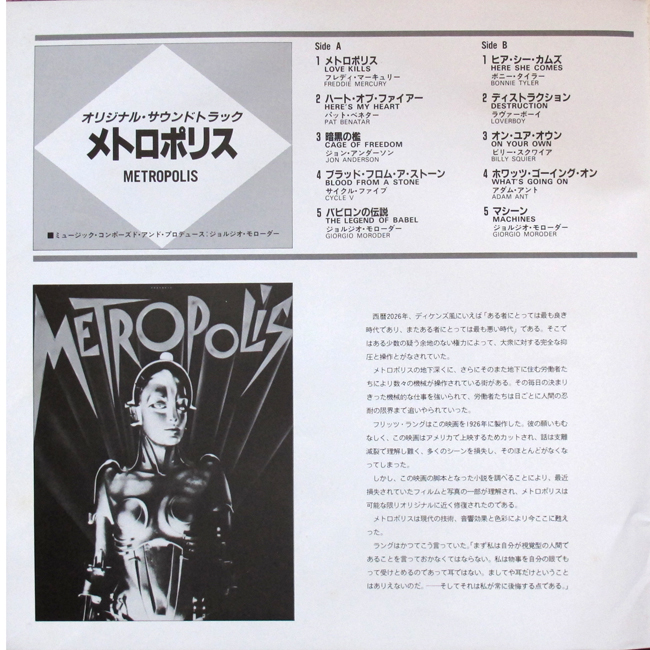 オリジナル・サウンドトラック
メトロポリス
METROPOLIS
■ミュージック・コンポーズド・アンド・プロデュース:ジョルジオ・モローダー
Side A
1 メトロポリス
LOVE KILLS
フレディ・マーキュリー
FREDDIE MERCURY
2 ハート・オブ・ファイアー
HERE'S MY HEART
パット・ベネター
PAT BENATAR
3 暗黒の檻
CAGE OF FREEDOM
ジョン・アンダーソン
JON ANDERSON
4 ブラッド・フロム・ア・ストーン
BLOOD FROM A STONE
サイクル・ファイブ
CYCLE V
5 バビロンの伝説
THE LEGEND OF BABEL
ジョルジオ・モローダー
GIORGIO MORODER
Side B
1 ヒア・シー・カムズ
HERE SHE COMES
ボニー・タイラー
BONNIE TYLER
2 ディストラクション
DESTRUCTION
ラヴァーボーイ
LOVERBOY
3 オン・ユア・オウン
ON YOUR OWN
ビリー・スクワイア
BILLY SQUIER
4 ホワッツ・ゴーイング・オン
WHAT'S GOING ON
アダム・アント
ADAM ANT
5 マシーン
MACHINES
ジョルジオ・モローダー
GIORGIO MORODER
METROPOLIS
西暦2026年、ディケンズ風にいえば「ある者にとっては最も良き
時代であり、またある者にとっては最も悪い時代」である。そこで
はある少数の疑う余地のない権力によって、大衆に対する完全な抑
圧と操作とがなされていた。
メトロポリスの地下深くに、さらにそのまた地下に住む労働者た
ちにより数々の機械が操作されている街がある。その毎日の決まり
きった機械的な仕事を強いられて、労働者たちは日ごとに人間の忍
耐の限界まで追いやられていった。
フリッツ・ラングはこの映画を1926年に製作した。彼の願いもむ
なしく、この映画はアメリカで上映するためカットされ、話は支離
滅裂で理解し難く、多くのシーンを損失し、そのほとんどがなくな
ってしまった。
しかし、この映画の脚本となった小説を調べることにより、最近
損失されていたフィルムと写真の一部が理解され、メトロポリスは
可能な限りオリジナルに近く修復されたのである。
メトロポリスは現代の技術、音響効果と色彩により今ここに甦え
った。
ラングはかつてこう言っていた。「まず私は自分が視覚型の人間で
あることを言っておかなくてはならない。私は物事を自分の眼でも
って受けとめるのであって耳ではない。ましてや耳だけということ
はありえないのだ。──そしてそれは私が常に後悔する点である。」